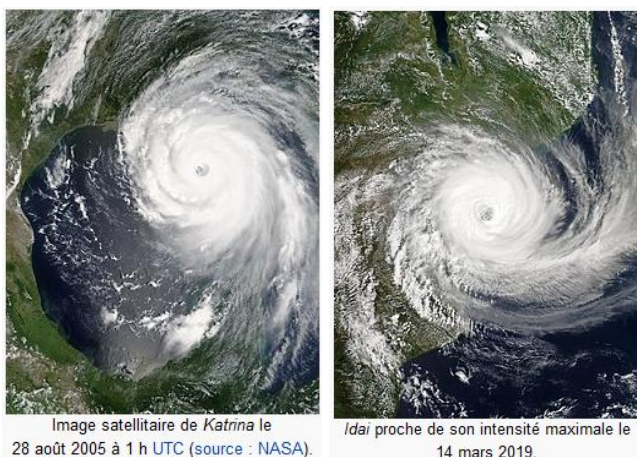 Image satellitaire de Katrina le
28 août 2005 à 1 h UTC (source : NASA).
Idai proche de son intensité maximale le
14 mars 2019.